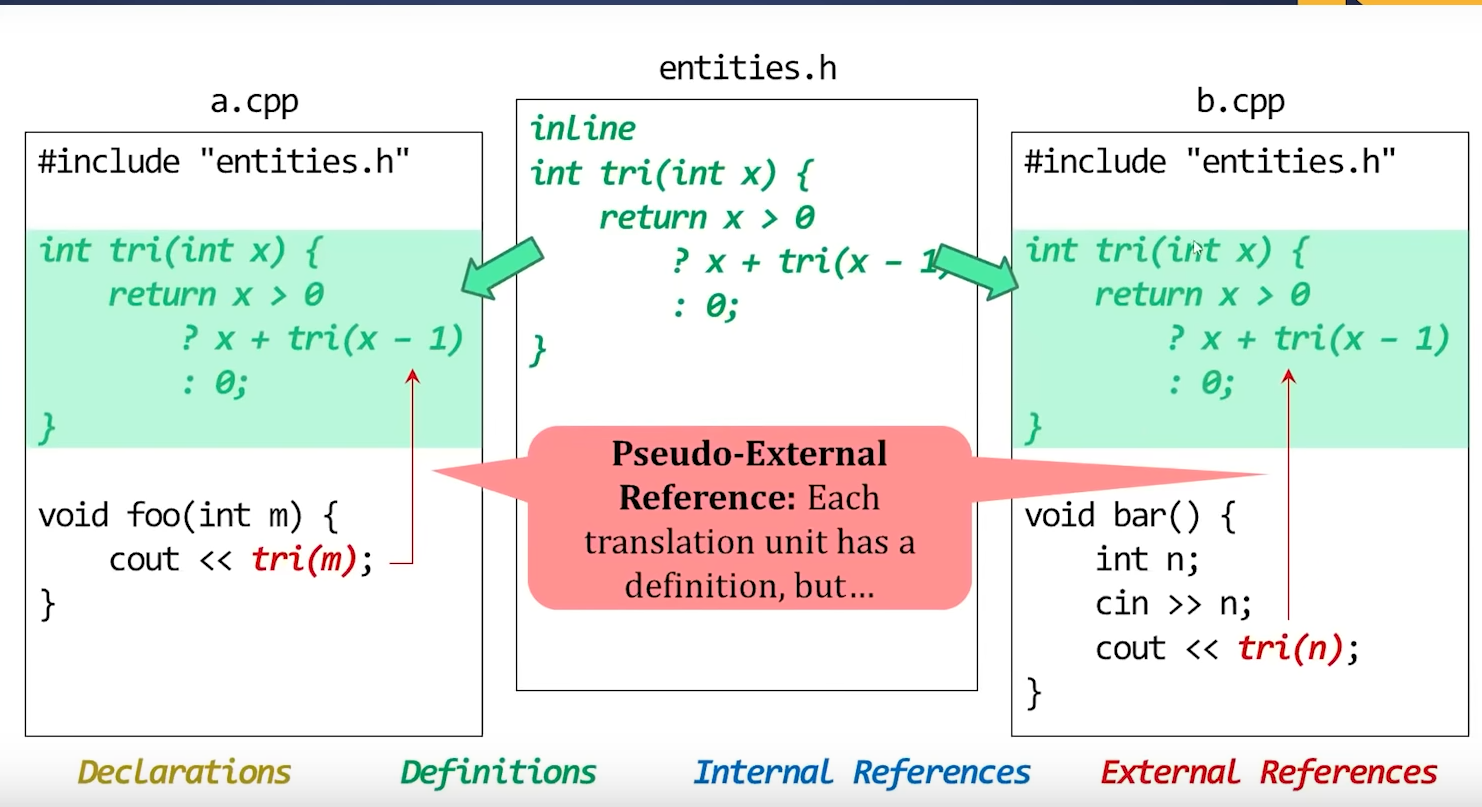 entities.h
a.cpp
b.cpp
#include "entities.h"
int tri(int x) {
return x > 0
? x + tri(x – 1)
: 0;
}
void foo(int m) {
cout << tri(m);
}
inline
int tri(int x) {
return x > 0
? x + tri(x – 1)
: 0;
}
Pseudo-External
Reference: Each
translation unit has a
definition, but…
#include "entities.h"
int tri(int x) {
return x > 0
? x + tri(x – 1)
: 0;
}
void bar() {
int n;
cin >> n;
cout << tri(n);
}
Declarations
Definitions
Internal References
External References